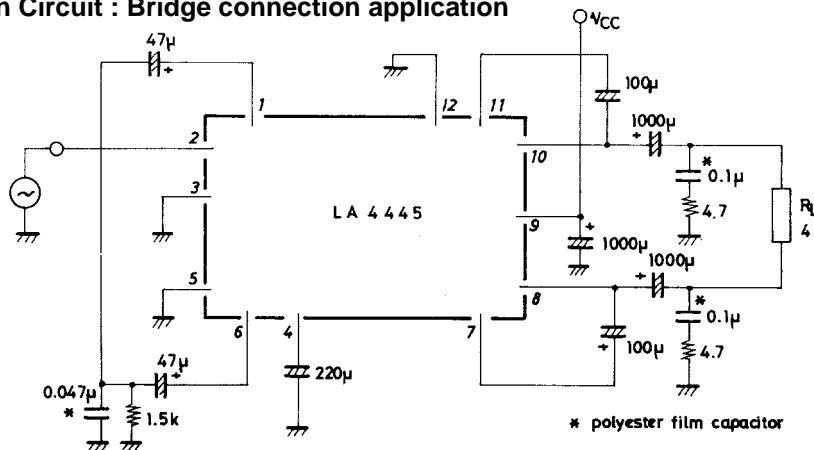 n Circuit : Bridge connection application
+VCC
47µ
+
1
12
11
100µ
1000µ
+
2
10
*
0.1µ
4.7
3
LA 4445
9
+
1000µ
RL
4
1000µ
+
5
8
*
0.1µ
4.7
6
4
7
+
100µ
47µ
+
220µ
0.047µ
*
1.5k
* polyester film capacitor